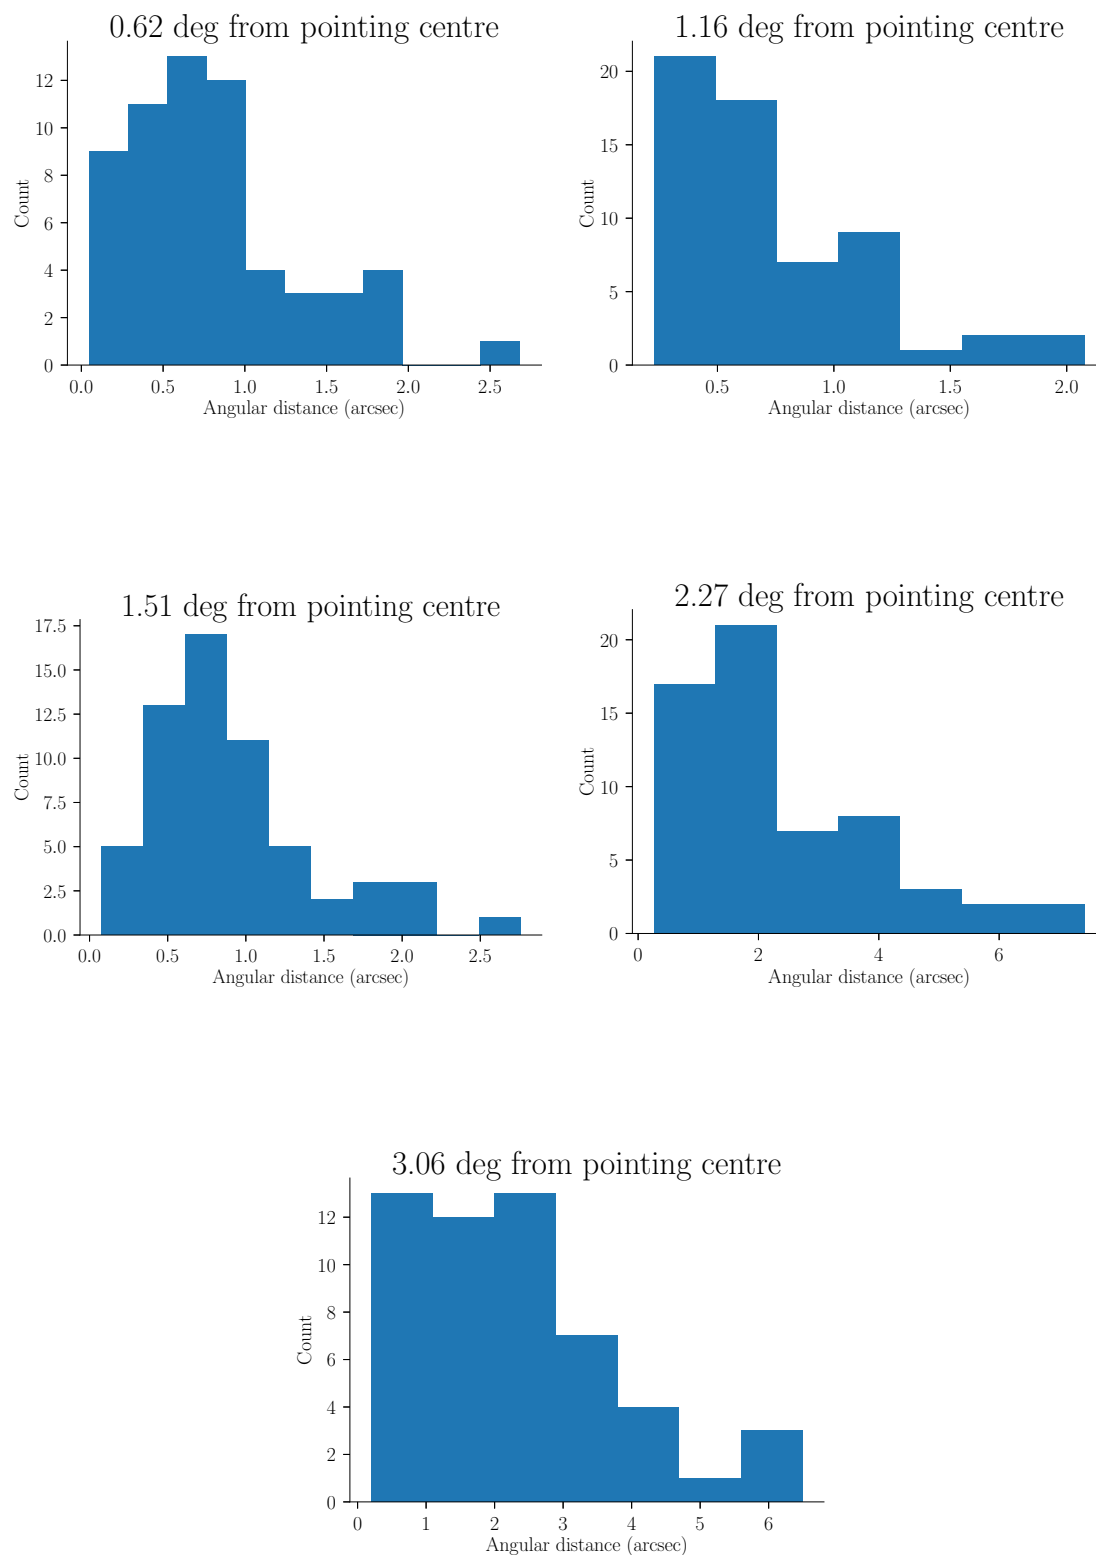 0.62 deg from pointing centre
12
10
8
6
4
2
0
Count
0.0 0.5 1.0 1.5 2.0 2.5
Angular distance (arcsec)
1.16 deg from pointing centre
20
15
10
5
0
Count
0.5 1.0 1.5 2.0
Angular distance (arcsec)
1.51 deg from pointing centre
17.5
15.0
12.5
10.0
7.5
5.0
2.5
0.0
Count
0.0 0.5 1.0 1.5 2.0 2.5
Angular distance (arcsec)
2.27 deg from pointing centre
20
15
10
5
0
Count
0 2 4 6
Angular distance (arcsec)
3.06 deg from pointing centre
12
10
8
6
4
2
0
Count
0 1 2 3 4 5 6
Angular distance (arcsec)